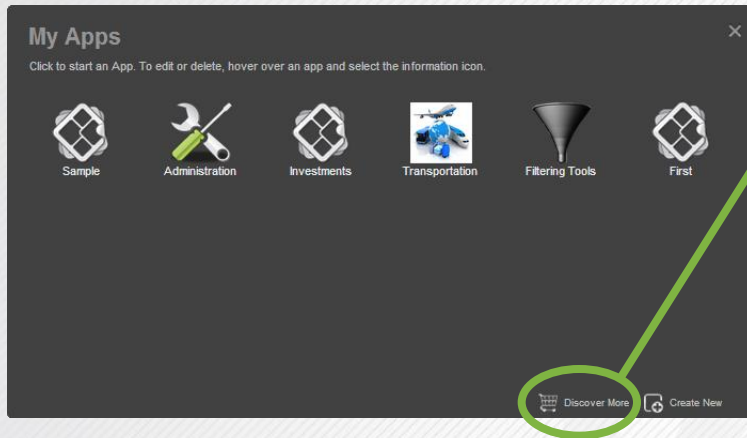 My Apps
Click to start an App. To edit or delete, hover over an app and select the information icon.
Sample
Administration
Investments
Transportation
Filtering Tools
First
Discover More
Create New